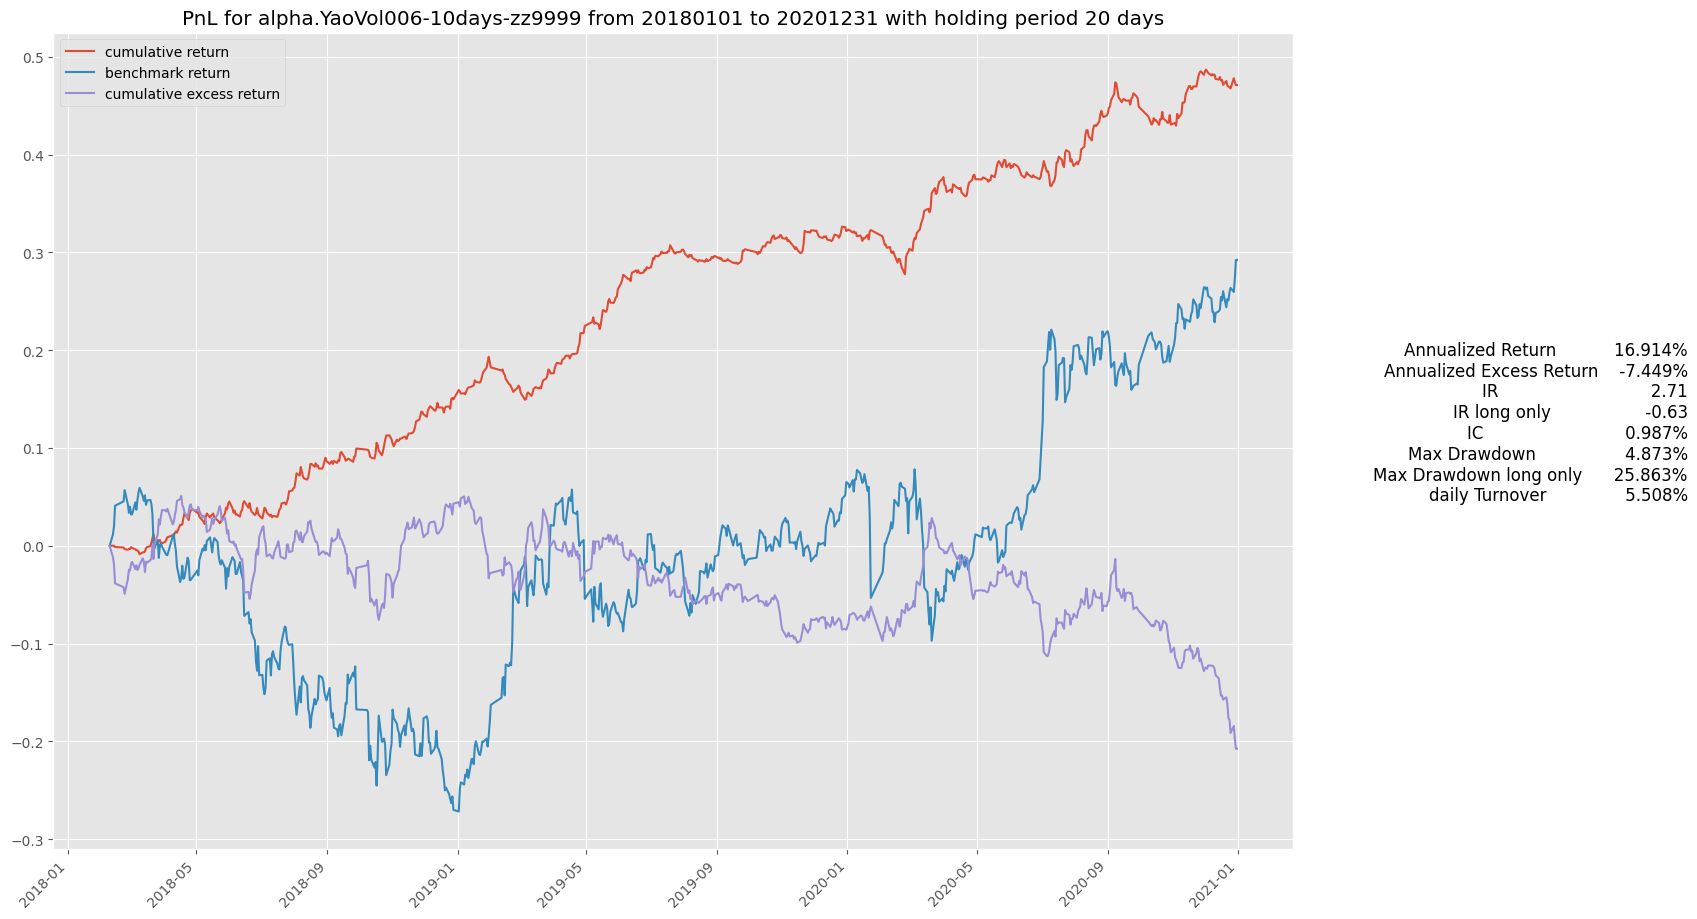 PnL for alpha.YaoVol006-10days-zz9999 from 20180101 to 20201231 with holding period 20 days
cumulative return
benchmark return
cumulative excess return
0.5
0.4
0.3
0.2
0.1
0.0
−0.1
−0.2
−0.3
2018-01
2018-05
2018-09
2019-01
2019-05
2019-09
2020-01
2020-05
2020-09
2021-01
Annualized Return 16.914%
Annualized Excess Return -7.449%
IR 2.71
IR long only -0.63
IC 0.987%
Max Drawdown 4.873%
Max Drawdown long only 25.863%
daily Turnover 5.508%